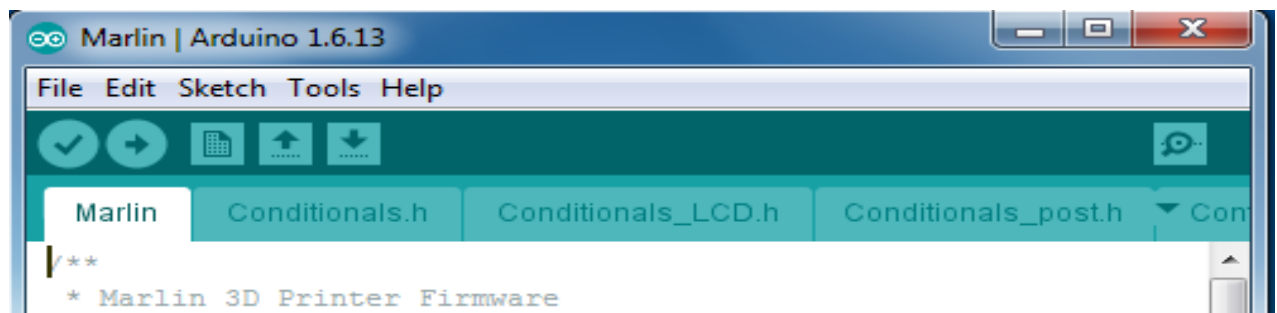 Marlin | Arduino 1.6.13
File Edit Sketch Tools Help
Marlin Conditionals.h Conditionals_LCD.h Conditionals_post.h
/**
* Marlin 3D Printer Firmware